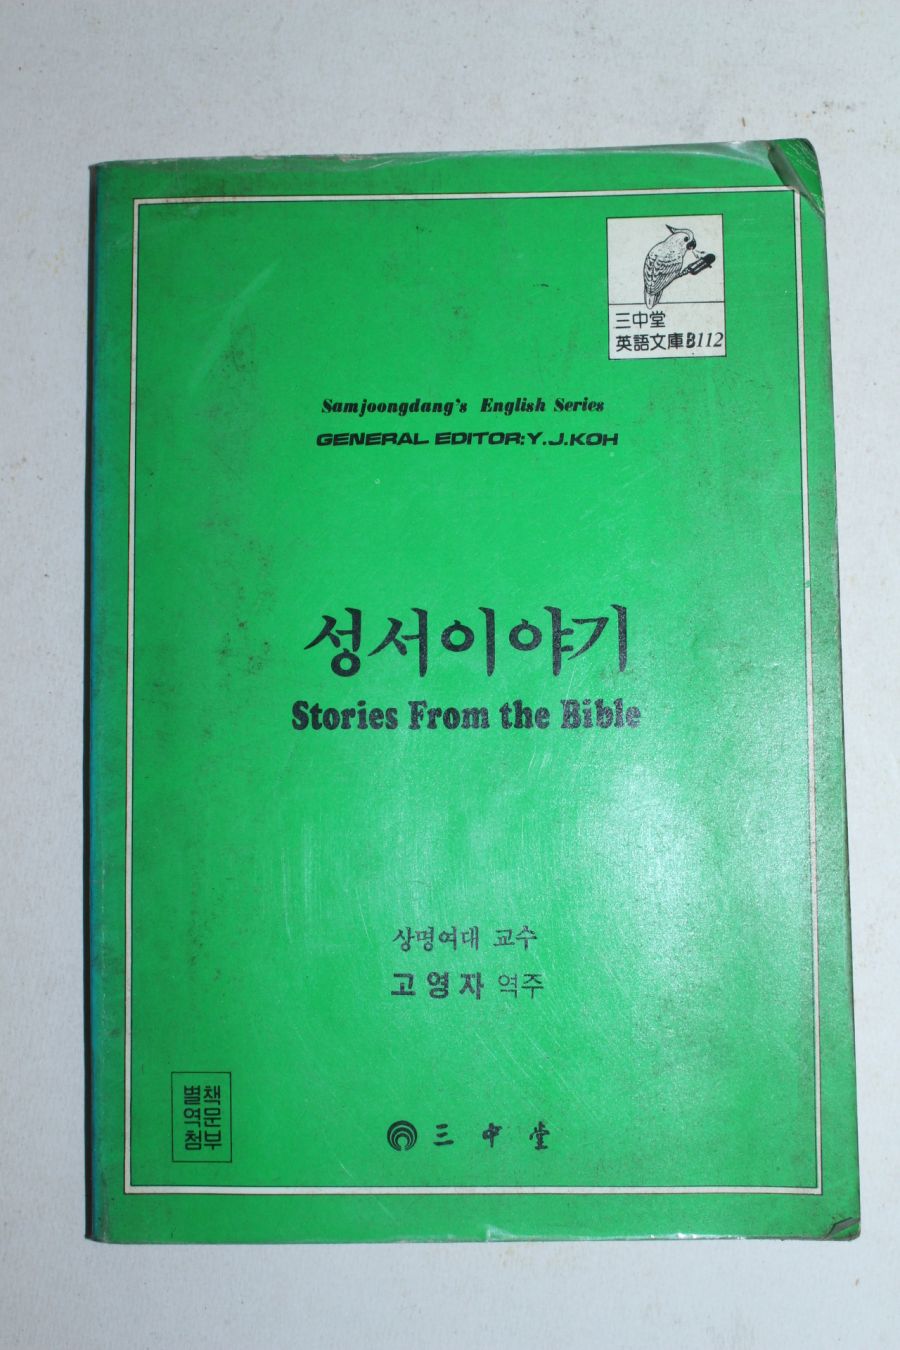 三中堂
英語文庫B112
Samjoongdang's English Series
GENERAL EDITOR:Y.J.KOH
성서이야기
Stories From the Bible
상명여대 교수
고영자 역주
별책
역문
첨부
三中堂